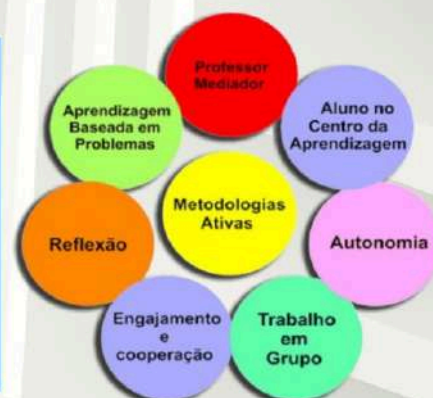 Professor
Mediador
Aprendizagem
Baseada em
Problemas
Aluno no
Centro da
Aprendizagem
Metodologias
Ativas
Reflexão
Autonomia
Engajamento
e
cooperação
Trabalho
em
Grupo